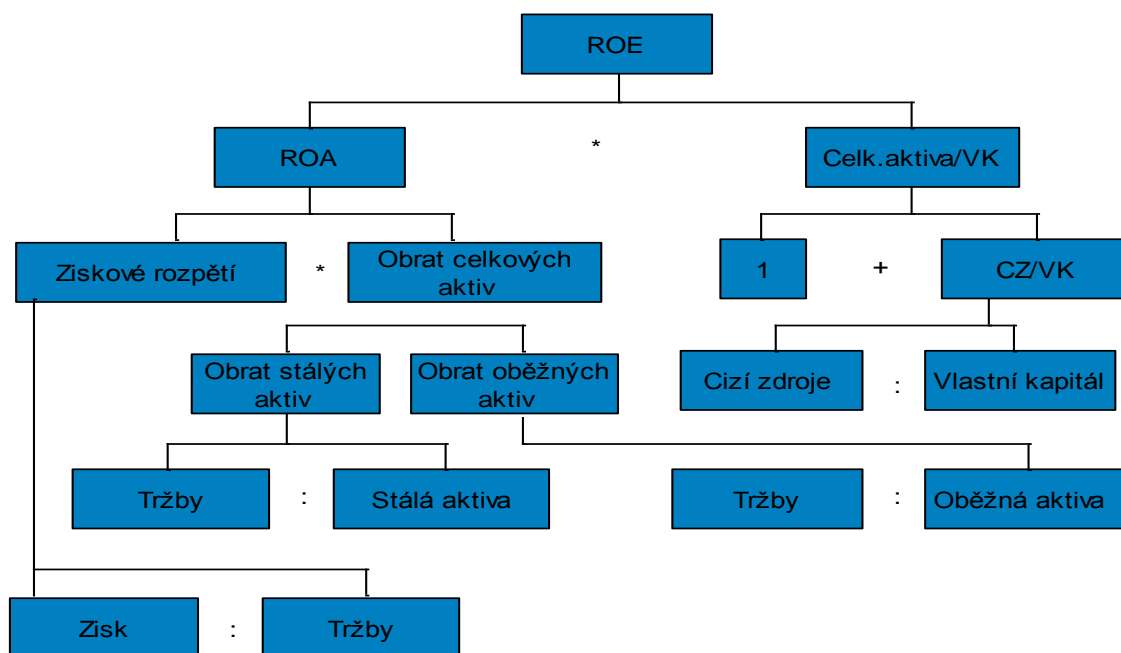 ROE
ROA
*
Celk.aktiva/VK
Ziskové rozpětí
*
Obrat celkových
aktiv
1
+
CZ/VK
Obrat stálých
aktiv
Obrat oběžných
aktiv
Cizí zdroje
:
Vlastní kapitál
Tržby
:
Stálá aktiva
Tržby
:
Oběžná aktiva
Zisk
:
Tržby